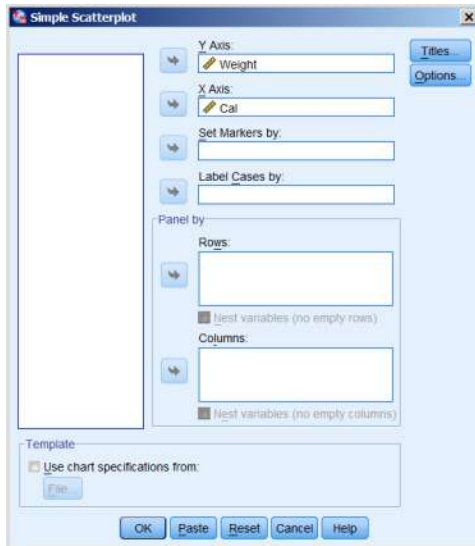 Simple Scatterplot
Y Axis:
Weight
Titles...
Options...
X Axis:
Cal
Set Markers by:
Label Cases by:
Panel by
Rows:
Nest variables (no empty rows)
Columns:
Nest variables (no empty columns)
Template
Use chart specifications from:
File...
OK Paste Reset Cancel Help